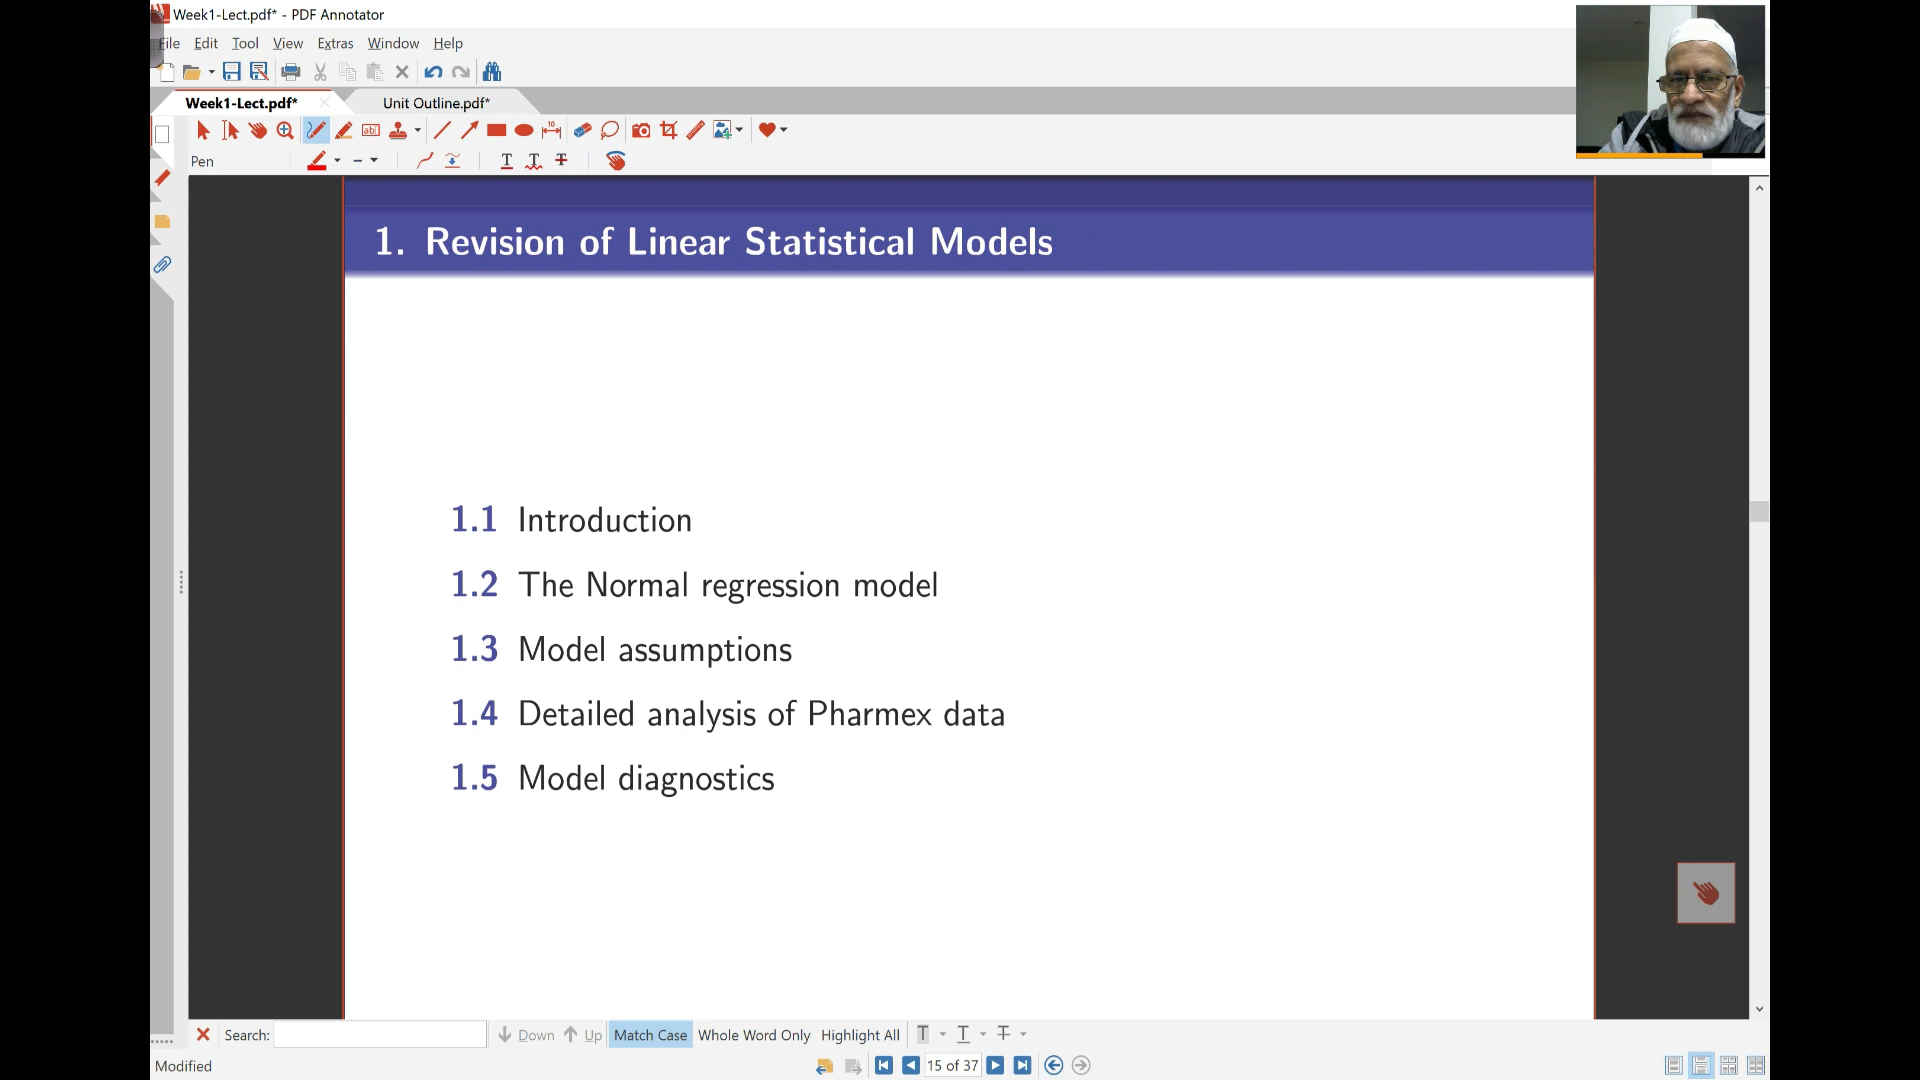 Week1-Lect.pdf* - PDF Annotator
File Edit Tool View Extras Window Help
Week1-Lect.pdf* Unit Outline.pdf*
Pen
1. Revision of Linear Statistical Models
1.1 Introduction
1.2 The Normal regression model
1.3 Model assumptions
1.4 Detailed analysis of Pharmex data
1.5 Model diagnostics
Search: Down Up Match Case Whole Word Only Highlight All
Modified 15 of 37